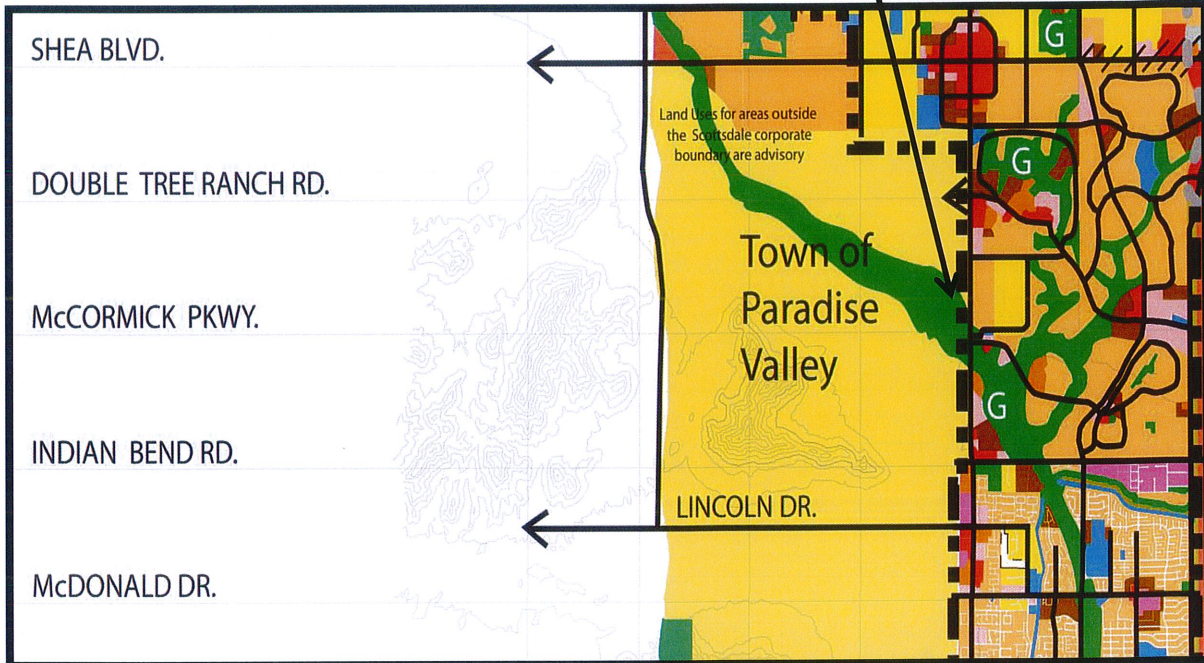 SHEA BLVD.
G
Land Uses for areas outside
the Scottsdale corporate
boundary are advisory
G
DOUBLE TREE RANCH RD.
Town of
Paradise
Valley
McCORMICK PKWY.
G
INDIAN BEND RD.
LINCOLN DR.
McDONALD DR.